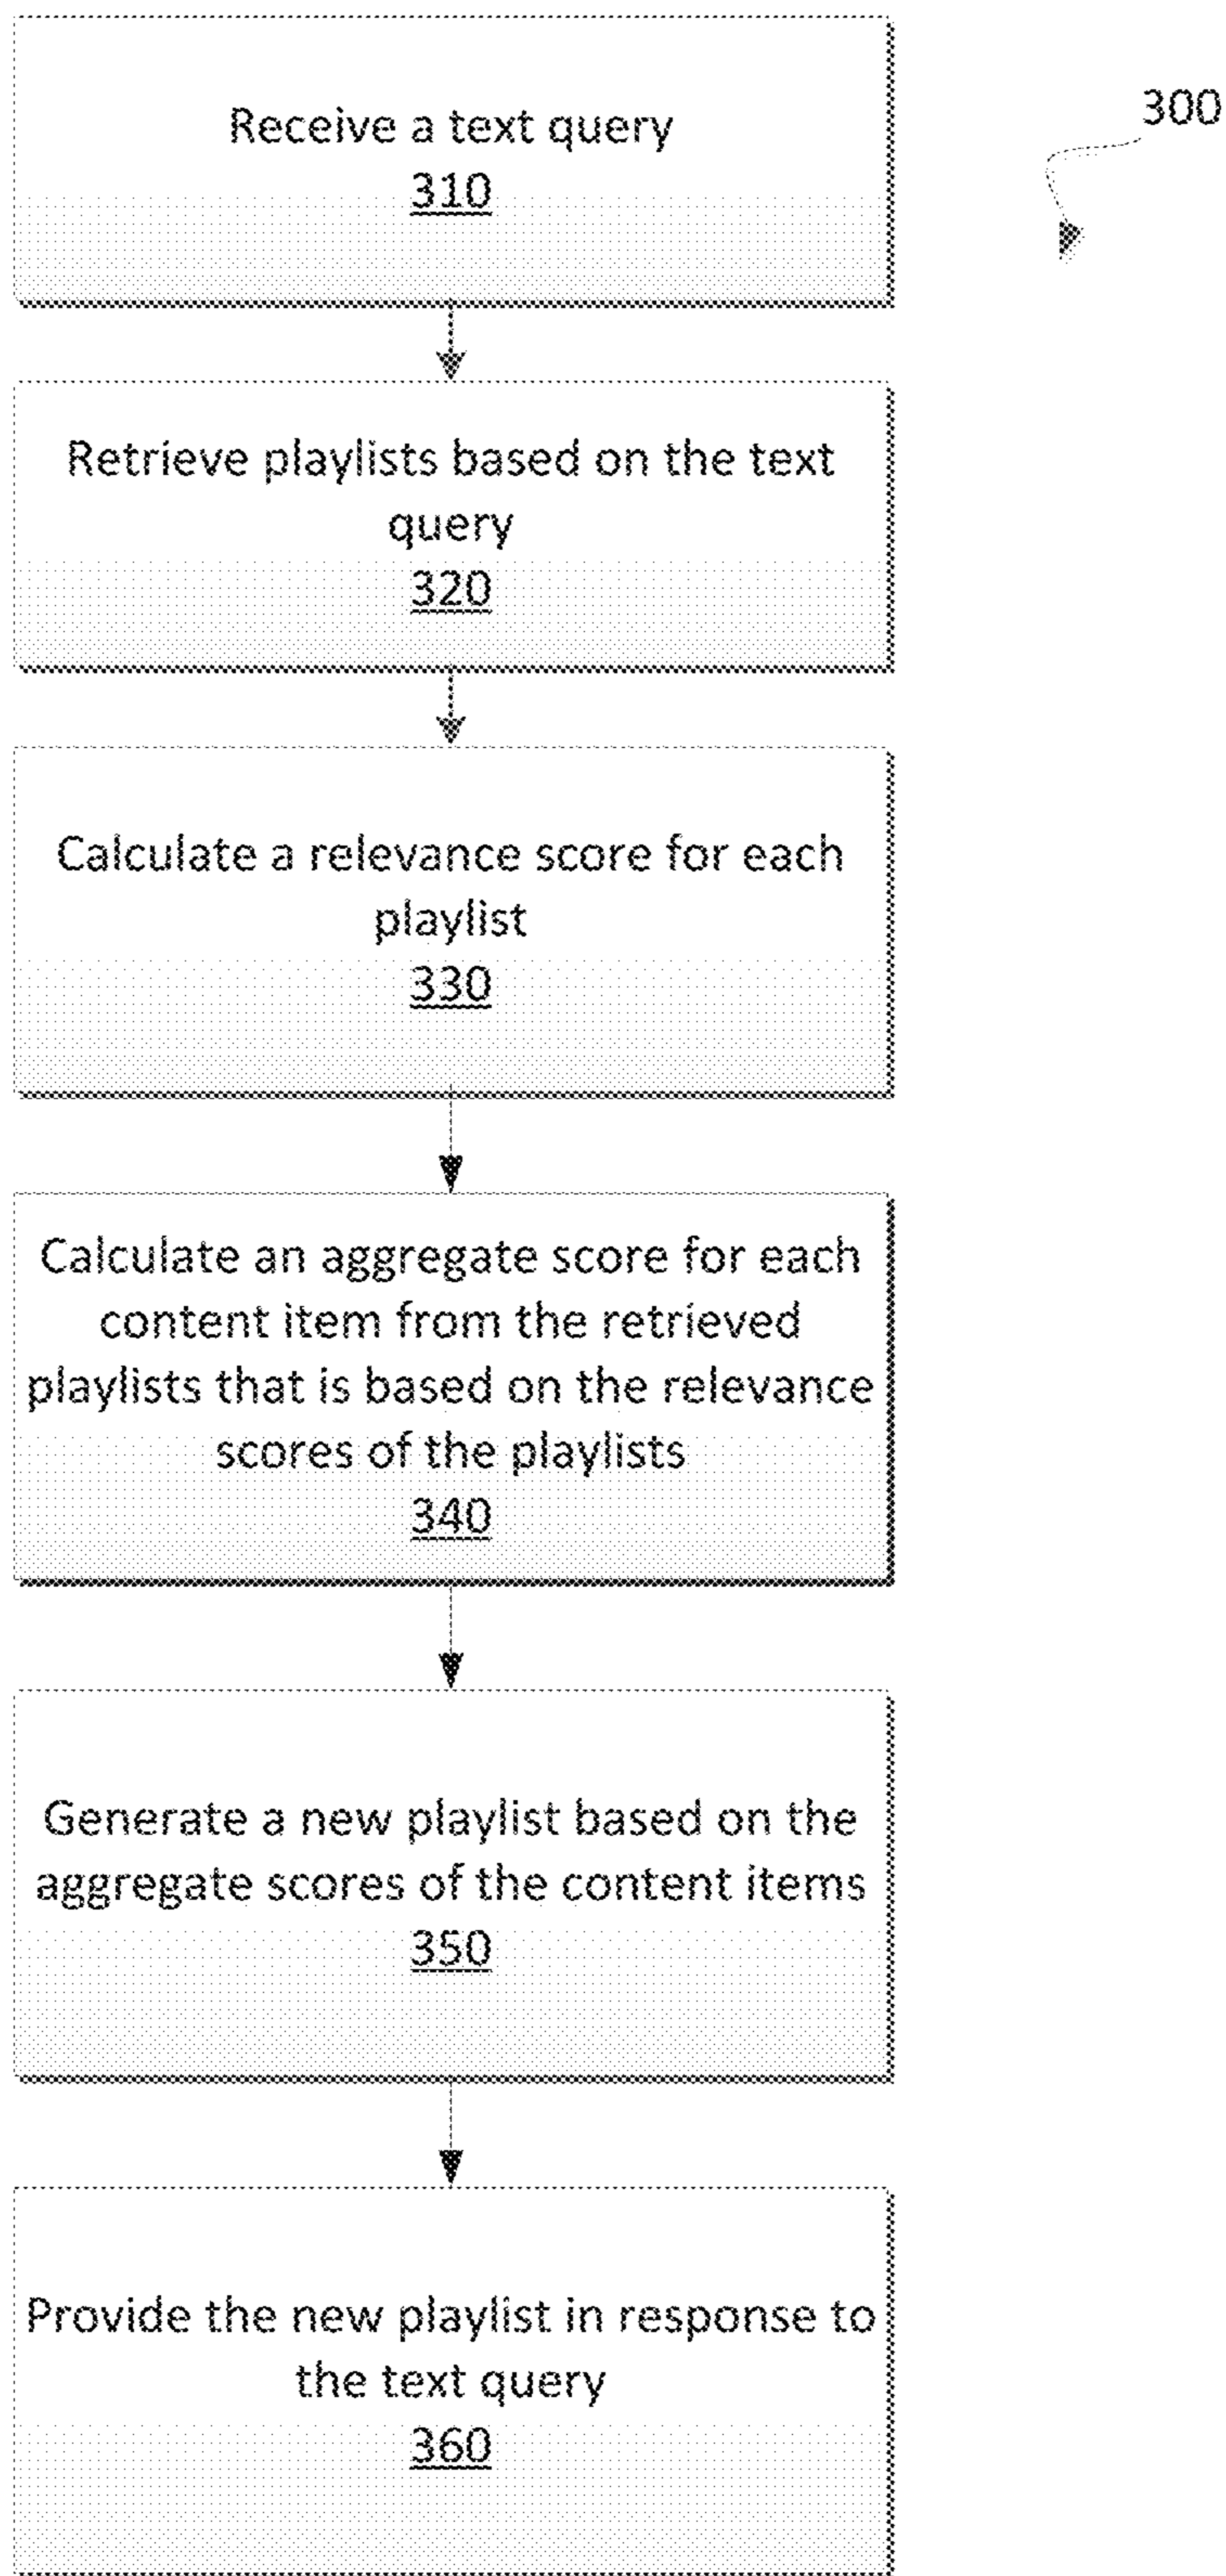 Receive a text query
310
300
Retrieve playlists based on the text
query
320
Calculate a relevance score for each
playlist
330
Calculate an aggregate score for each
content item from the retrieved
playlists that is based on the relevance
scores of the playlists
340
Generate a new playlist based on the
aggregate scores of the content items
350
Provide the new playlist in response to
the text query
360